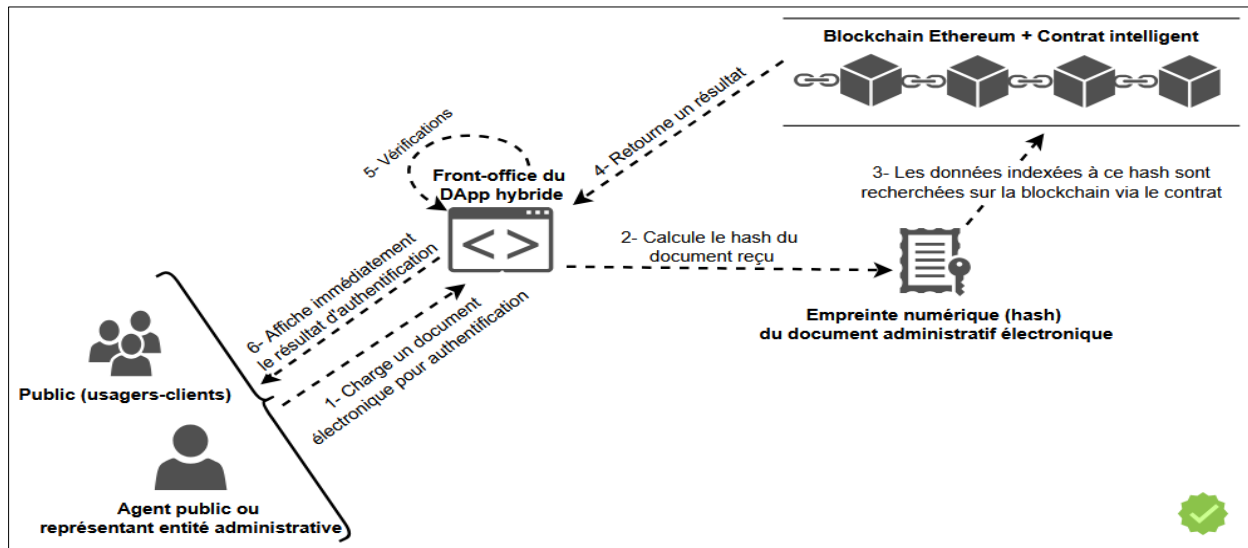 Blockchain Ethereum + Contrat intelligent
5- Vérifications
4- Retourne un résultat
Front-office du
DApp hybride
3- Les données indexées à ce hash sont
recherchées sur la blockchain via le contrat
< >
2- Calcule le hash du
document reçu
6- Affiche immédiatement
le résultat d'authentification
1- Charge un document
électronique pour authentification
Empreinte numérique (hash)
du document administratif électronique
Public (usagers-clients)
Agent public ou
représentant entité administrative